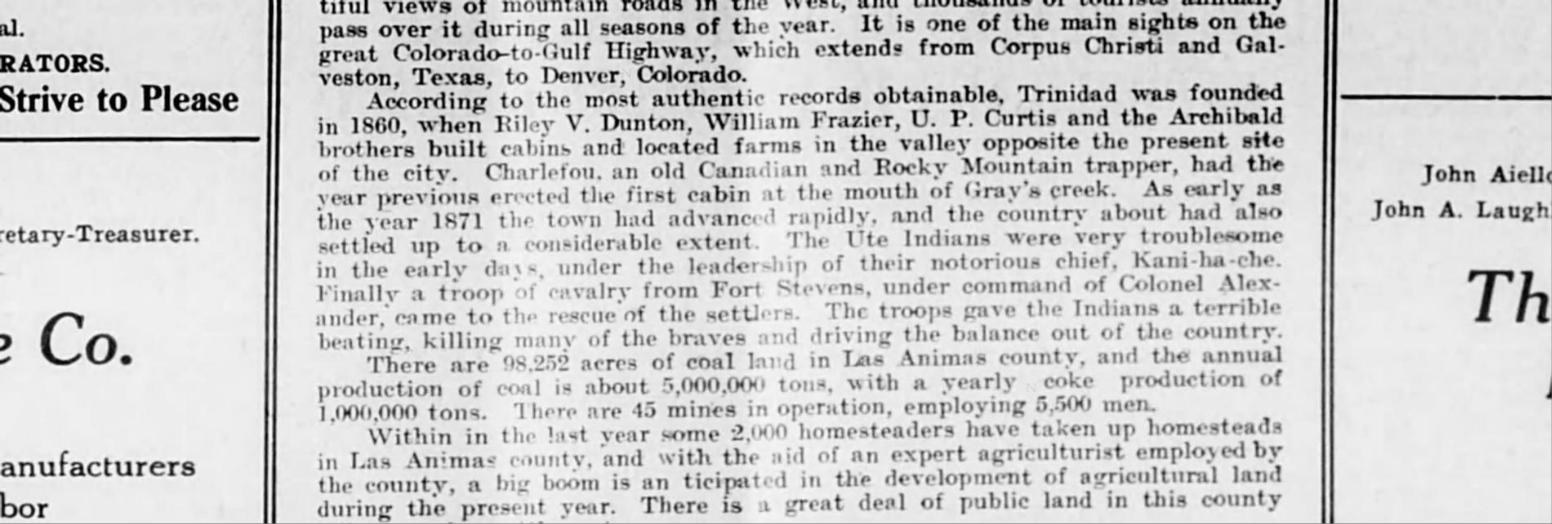 al.
RATORS.
Strive to Please
retary-Treasurer.
e Co.
anufacturers
bor
tiful views of mountain roads in the West, and thousands of tourists annually
pass over it during all seasons of the year. It is one of the main sights on the
great Colorado-to-Gulf Highway, which extends from Corpus Christi and Gal-
veston, Texas, to Denver, Colorado.
According to the most authentic records obtainable, Trinidad was founded
in 1860, when Riley V. Dunton, William Frazier, U. P. Curtis and the Archibald
brothers built cabins and located farms in the valley opposite the present site
of the city. Charlefou, an old Canadian and Rocky Mountain trapper, had the
year previous erected the first cabin at the mouth of Gray's creek. As early as
the year 1871 the town had advanced rapidly, and the country about had also
settled up to a considerable extent. The Ute Indians were very troublesome
in the early days, under the leadership of their notorious chief, Kani-ha-che.
Finally a troop of cavalry from Fort Stevens, under command of Colonel Alex-
ander, came to the rescue of the settlers. The troops gave the Indians a terrible
beating, killing many of the braves and driving the balance out of the country.
There are 98,252 acres of coal land in Las Animas county, and the annual
production of coal is about 5,000,000 tons, with a yearly coke production of
1,000,000 tons. There are 45 mines in operation, employing 5,500 men.
Within in the last year some 2,000 homesteaders have taken up homesteads
in Las Animas county, and with the aid of an expert agriculturist employed by
the county, a big boom is an ticipated in the development of agricultural land
during the present year. There is a great deal of public land in this county
John Aiello
John A. Laugh
Th